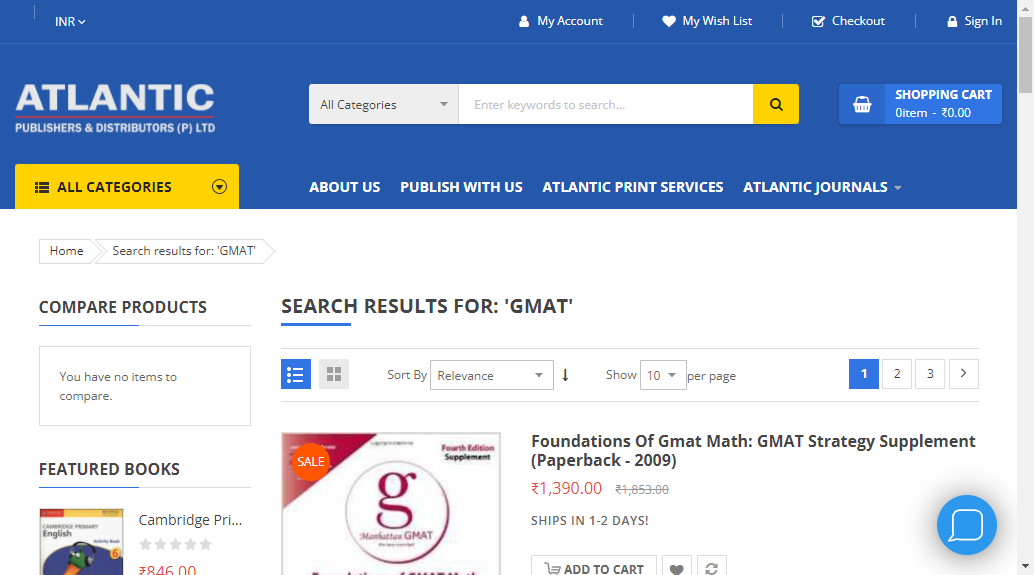 INR
My Account
My Wish List
Checkout
Sign In
ATLANTIC
PUBLISHERS & DISTRIBUTORS (P) LTD
All Categories
Enter keywords to search...
SHOPPING CART
0item - ₹0.00
ALL CATEGORIES
ABOUT US
PUBLISH WITH US
ATLANTIC PRINT SERVICES
ATLANTIC JOURNALS
Home
Search results for: 'GMAT'
COMPARE PRODUCTS
You have no items to
compare.
FEATURED BOOKS
CAMBRIDGE PRIMARY
English
Activity Book
6
Cambridge Pri...
₹846.00
SEARCH RESULTS FOR: 'GMAT'
Sort By
Relevance
Show
10
per page
1
2
3
SALE
Fourth Edition
Supplement
g
Manhattan GMAT
Foundations of GMAT Math
Foundations Of Gmat Math: GMAT Strategy Supplement
(Paperback - 2009)
₹1,390.00 ₹1,853.00
SHIPS IN 1-2 DAYS!
ADD TO CART